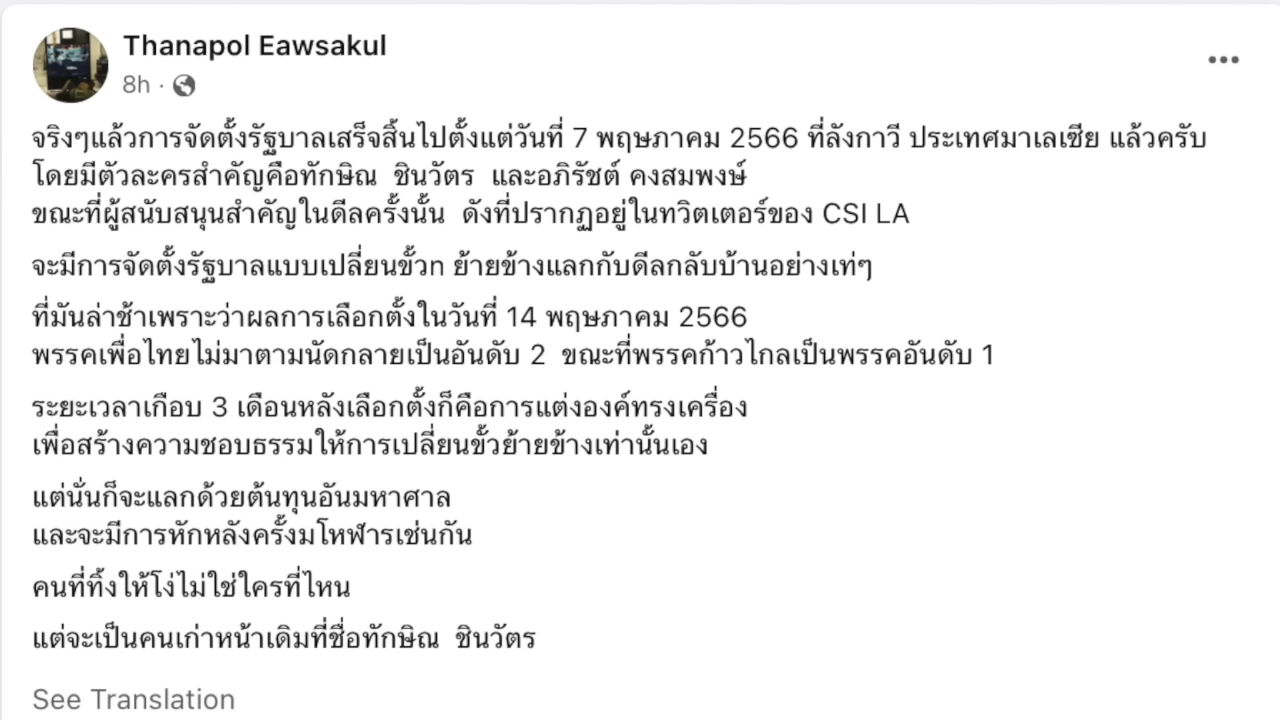 Thanapol Eawsakul
8h ·
จริงๆแล้วการจัดตั้งรัฐบาลเสร็จสิ้นไปตั้งแต่วันที่ 7 พฤษภาคม 2566 ที่ลังกาวี ประเทศมาเลเซีย แล้วครับ
โดยมีตัวละครสำคัญคือทักษิณ ชินวัตร และอภิรัชต์ คงสมพงษ์
ขณะที่ผู้สนับสนุนสำคัญในดีลครั้งนั้น ดังที่ปรากฏอยู่ในทวิตเตอร์ของ CSI LA
จะมีการจัดตั้งรัฐบาลแบบเปลี่ยนขั้วn ย้ายข้างแลกกับดีลกลับบ้านอย่างเท่ๆ
ที่มันล่าช้าเพราะว่าผลการเลือกตั้งในวันที่ 14 พฤษภาคม 2566
พรรคเพื่อไทยไม่มาตามนัดกลายเป็นอันดับ 2 ขณะที่พรรคก้าวไกลเป็นพรรคอันดับ 1
ระยะเวลาเกือบ 3 เดือนหลังเลือกตั้งก็คือการแต่งองค์ทรงเครื่อง
เพื่อสร้างความชอบธรรมให้การเปลี่ยนขั้วย้ายข้างเท่านั้นเอง
แต่นั่นก็จะแลกด้วยต้นทุนอันมหาศาล
และจะมีการหักหลังครั้งมโหฬารเช่นกัน
คนที่ทิ้งให้โง่ไม่ใช่ใครที่ไหน
แต่จะเป็นคนเก่าหน้าเดิมที่ชื่อทักษิณ ชินวัตร
See Translation